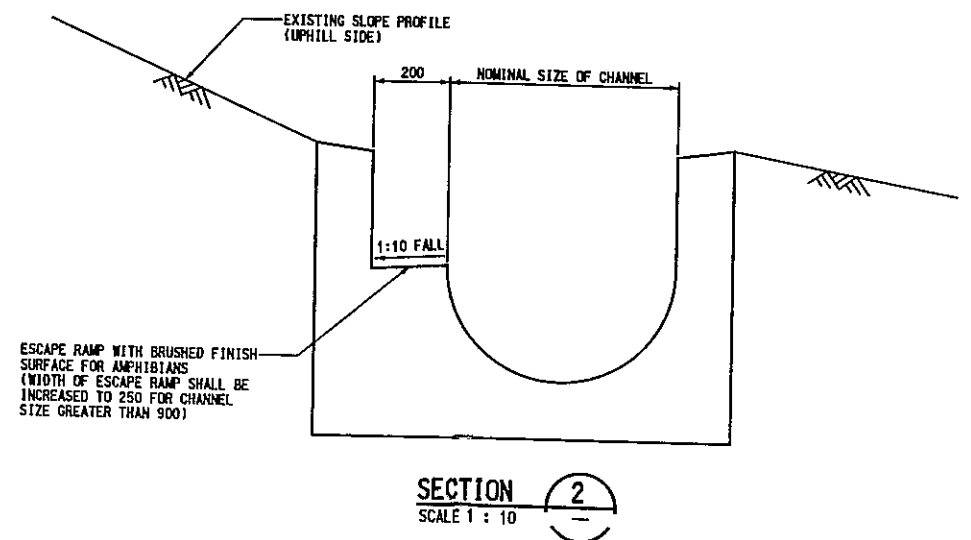 EXISTING SLOPE PROFILE
(UPHILL SIDE)
200
NOMINAL SIZE OF CHANNEL
1:10 FALL
ESCAPE RAMP WITH BRUSHED FINISH
SURFACE FOR AMPHIBIANS
(WIDTH OF ESCAPE RAMP SHALL BE
INCREASED TO 250 FOR CHANNEL
SIZE GREATER THAN 900)
SECTION
2
SCALE 1 : 10
—